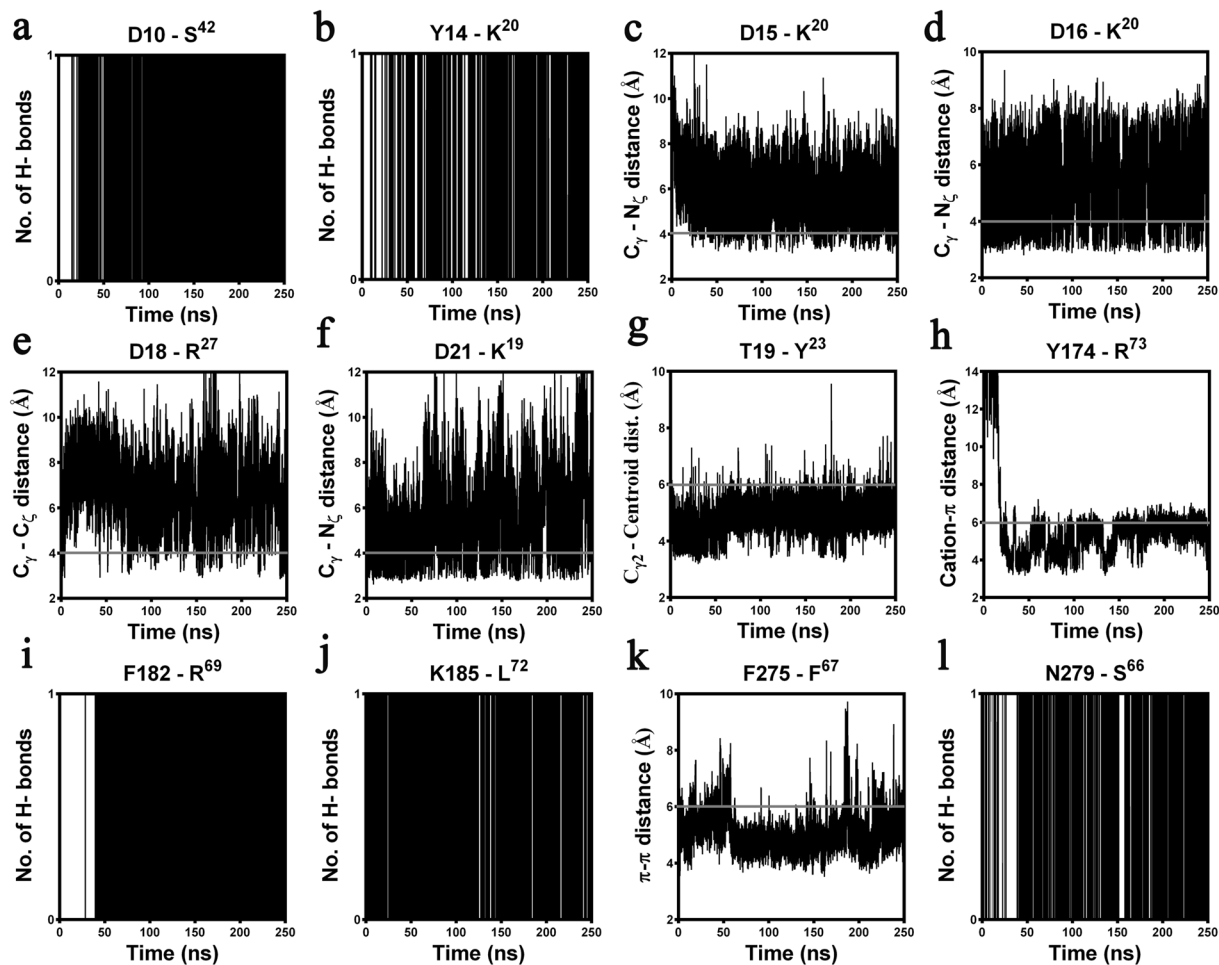 a
D10 - S⁴²
No. of H- bonds
1
0
0 50 100 150 200 250
Time (ns)
b
Y14 - K²⁰
No. of H- bonds
1
0
0 50 100 150 200 250
Time (ns)
c
D15 - K²⁰
Cγ - Nζ distance (Å)
12
10
8
6
4
2
0 50 100 150 200 250
Time (ns)
d
D16 - K²⁰
Cγ - Nζ distance (Å)
10
8
6
4
2
0 50 100 150 200 250
Time (ns)
e
D18 - R²⁷
Cγ - Cζ distance (Å)
12
10
8
6
4
2
0 50 100 150 200 250
Time (ns)
f
D21 - K¹⁹
Cγ - Nζ distance (Å)
12
10
8
6
4
2
0 50 100 150 200 250
Time (ns)
g
T19 - Y²³
Cγ2 - Centroid dist. (Å)
10
8
6
4
2
0 50 100 150 200 250
Time (ns)
h
Y174 - R⁷³
Cation-π distance (Å)
14
12
10
8
6
4
2
0 50 100 150 200 250
Time (ns)
i
F182 - R⁶⁹
No. of H- bonds
1
0
0 50 100 150 200 250
Time (ns)
j
K185 - L⁷²
No. of H- bonds
1
0
0 50 100 150 200 250
Time (ns)
k
F275 - F⁶⁷
π-π distance (Å)
10
8
6
4
2
0 50 100 150 200 250
Time (ns)
l
N279 - S⁶⁶
No. of H- bonds
1
0
0 50 100 150 200 250
Time (ns)